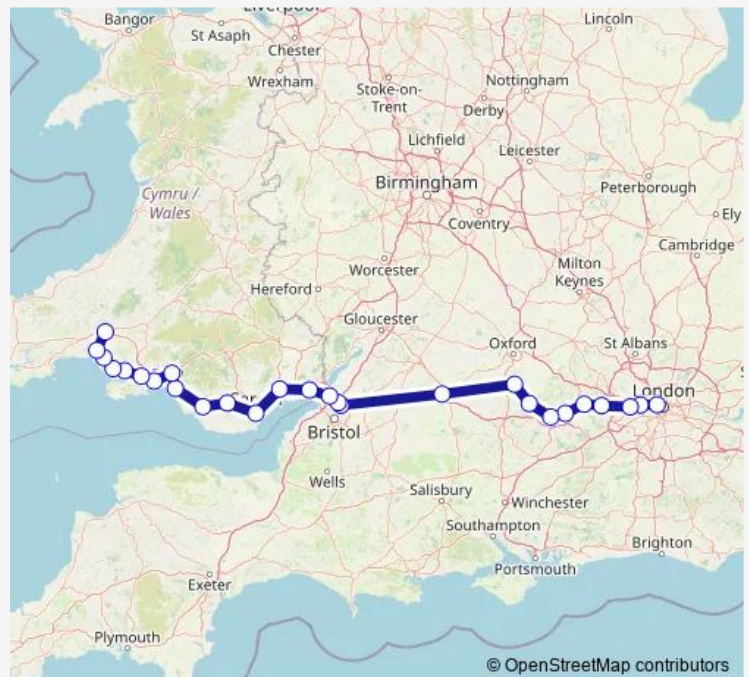 Bangor
St Asaph
Chester
Lincoln
Wrexham
Stoke-on-
Trent
Nottingham
Derby
Lichfield
Leicester
Birmingham
Peterborough
Ely
Coventry
Cambridge
Cymru /
Wales
Worcester
Milton
Keynes
Hereford
Gloucester
Oxford
St Albans
London
Bristol
Wells
Salisbury
Winchester
Southampton
Brighton
Portsmouth
Exeter
Plymouth
© OpenStreetMap contributors